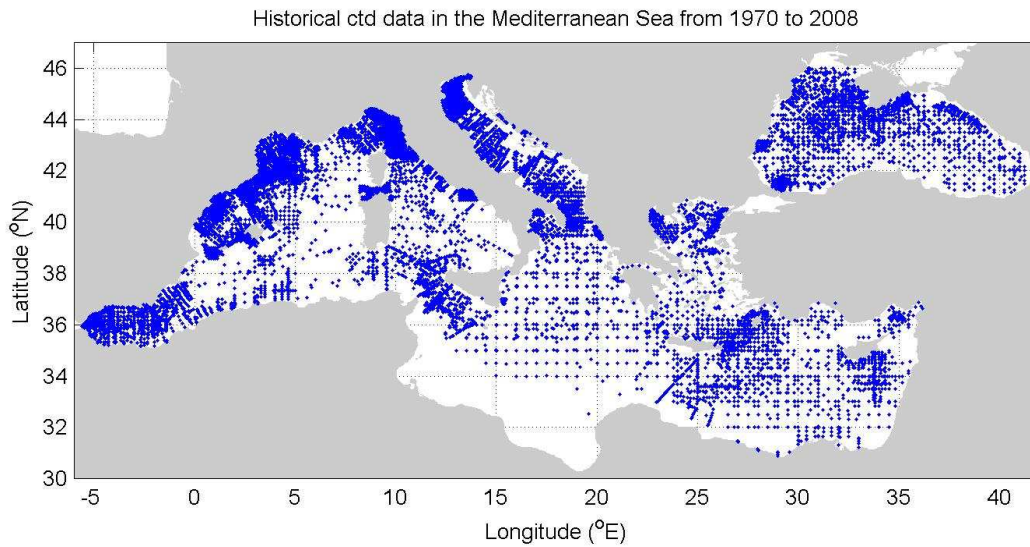 Historical ctd data in the Mediterranean Sea from 1970 to 2008
46
44
42
40
38
36
34
32
30
Latitude (°N)
-5 0 5 10 15 20 25 30 35 40
Longitude (°E)